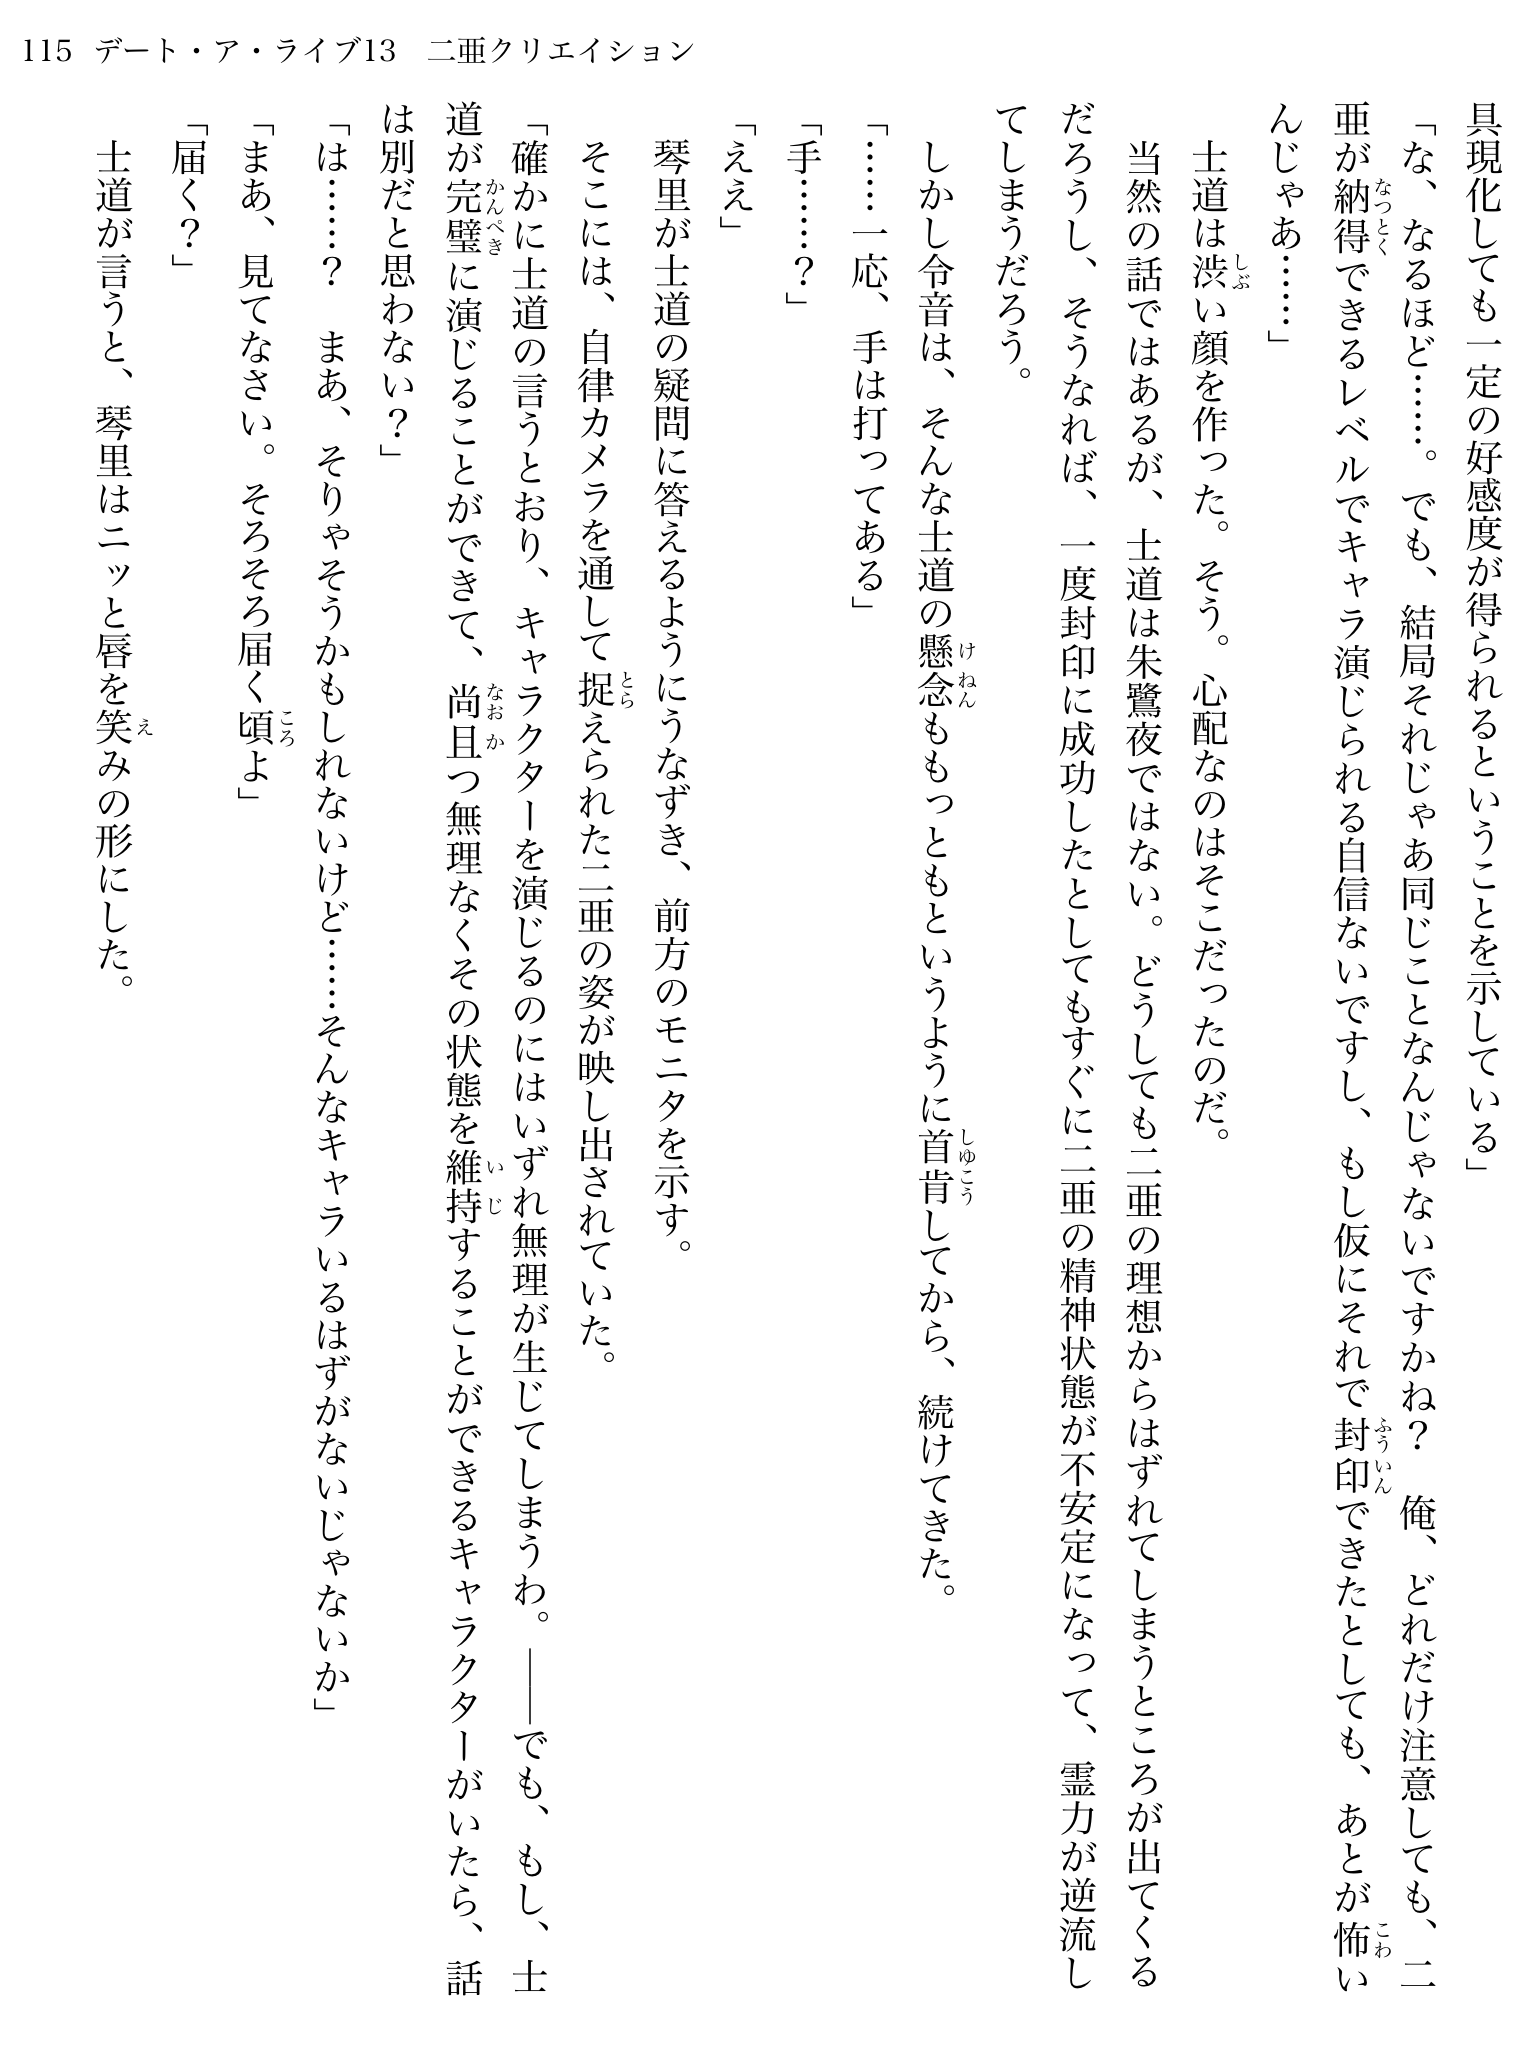 115 デート・ア・ライブ13　二亜クリエイション
具現化しても一定の好感度が得られるということを示している」
「な、なるほど……。でも、結局それじゃあ同じことなんじゃないですかね？　俺、どれだけ注意しても、二
亜が納得できるレベルでキャラ演じられる自信ないですし、もし仮にそれで封印できたとしても、あとが怖い
んじゃあ……」
　士道は渋い顔を作った。そう。心配なのはそこだったのだ。
　当然の話ではあるが、士道は朱鷺夜ではない。どうしても二亜の理想からはずれてしまうところが出てくる
だろうし、そうなれば、一度封印に成功したとしてもすぐに二亜の精神状態が不安定になって、霊力が逆流し
てしまうだろう。
　しかし令音は、そんな士道の懸念ももっともというように首肯してから、続けてきた。
「……一応、手は打ってある」
「手……？」
「ええ」
　琴里が士道の疑問に答えるようにうなずき、前方のモニタを示す。
　そこには、自律カメラを通して捉えられた二亜の姿が映し出されていた。
「確かに士道の言うとおり、キャラクターを演じるのにはいずれ無理が生じてしまうわ。――でも、もし、士
道が完璧に演じることができて、尚且つ無理なくその状態を維持することができるキャラクターがいたら、話
は別だと思わない？」
「は……？　まあ、そりゃそうかもしれないけど……そんなキャラいるはずがないじゃないか」
「まあ、見てなさい。そろそろ届く頃よ」
「届く？」
　士道が言うと、琴里はニッと唇を笑みの形にした。